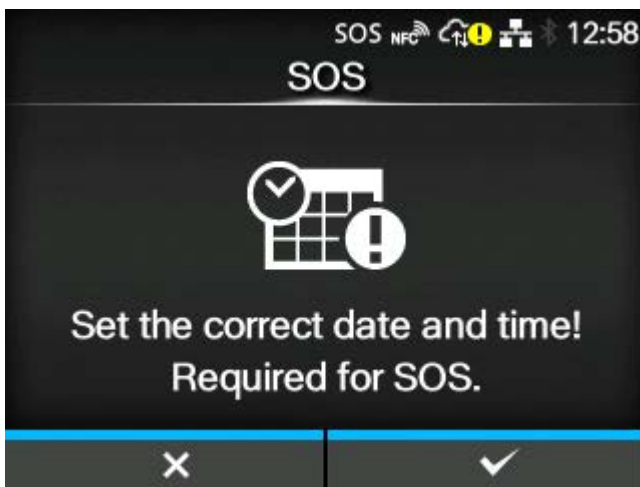 SOS NFC 12:58
SOS
Set the correct date and time!
Required for SOS.